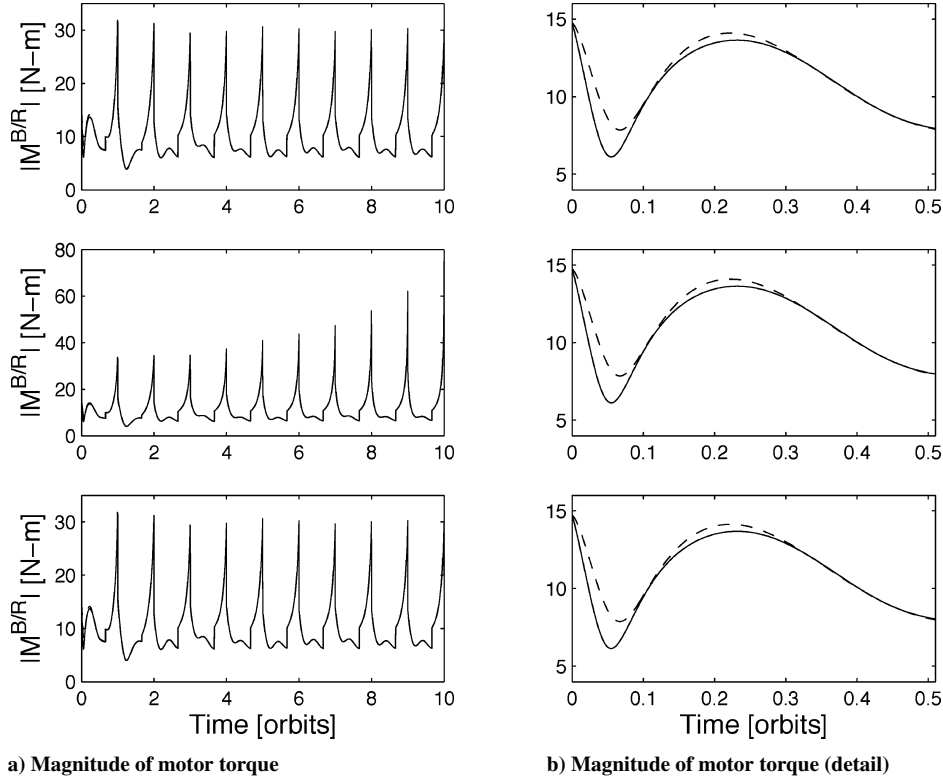 30
20
10
0
|M^{B/R}| [N−m]
0 2 4 6 8 10
15
10
5
|M^{B/R}| [N−m]
0 0.1 0.2 0.3 0.4 0.5
80
60
40
20
0
|M^{B/R}| [N−m]
0 2 4 6 8 10
15
10
5
|M^{B/R}| [N−m]
0 0.1 0.2 0.3 0.4 0.5
30
20
10
0
|M^{B/R}| [N−m]
0 2 4 6 8 10
Time [orbits]
15
10
5
|M^{B/R}| [N−m]
0 0.1 0.2 0.3 0.4 0.5
Time [orbits]
a) Magnitude of motor torque
b) Magnitude of motor torque (detail)